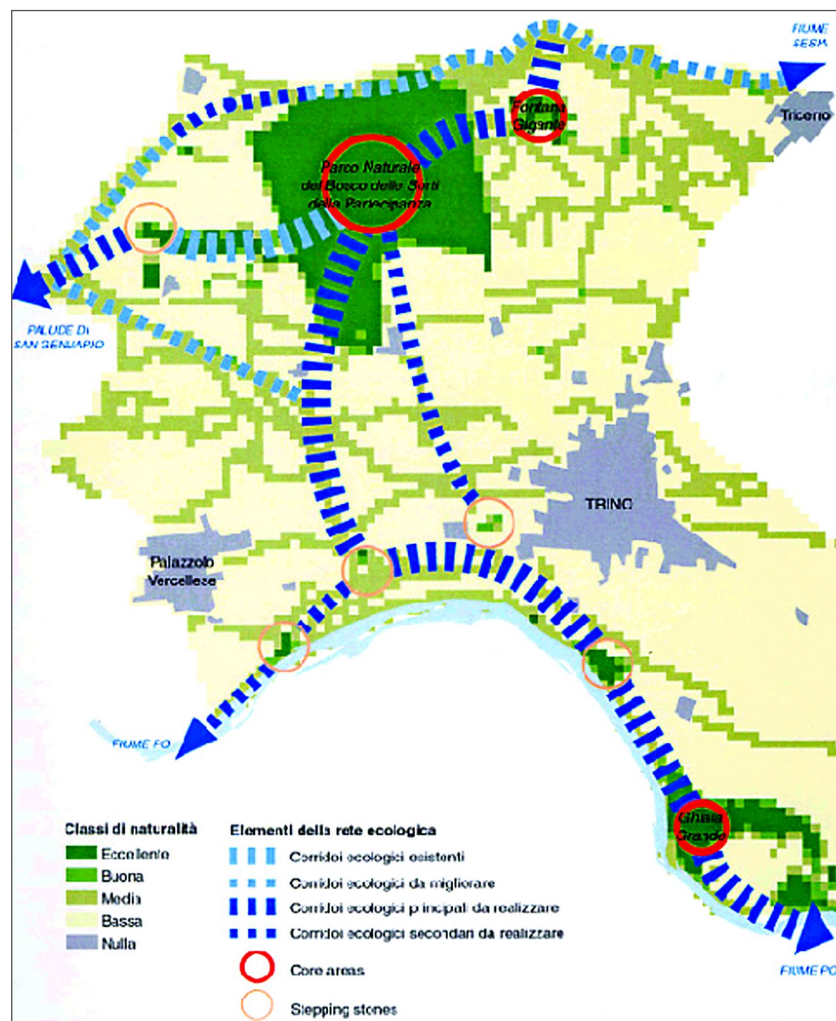 FIUME
SESIA
Fontana
Gigante
Tricerro
Parco Naturale
del Bosco delle Sorti
della Partecipanza
PALUDE DI
SAN GENUARIO
TRINO
Palazzolo
Vercellese
FIUME PO
Ghiaia
Grande
FIUME PO
Classi di naturalità
Eccellente
Buona
Media
Bassa
Nulla
Elementi della rete ecologica
Corridoi ecologici esistenti
Corridoi ecologici da migliorare
Corridoi ecologici principali da realizzare
Corridoi ecologici secondari da realizzare
Core areas
Stepping stones